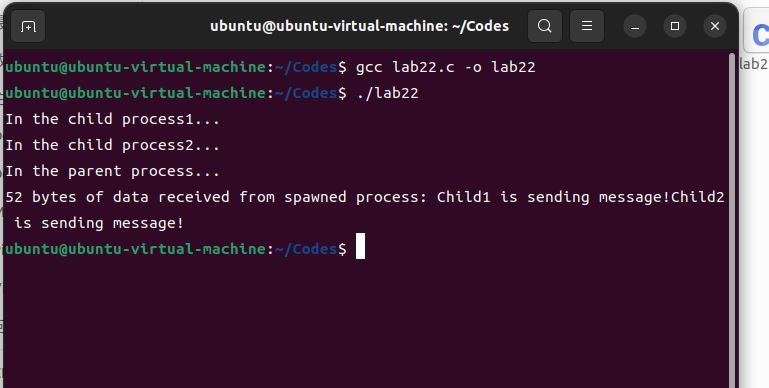 ubuntu@ubuntu-virtual-machine: ~/Codes
ubuntu@ubuntu-virtual-machine:~/Codes$ gcc lab22.c -o lab22
ubuntu@ubuntu-virtual-machine:~/Codes$ ./lab22
In the child process1...
In the child process2...
In the parent process...
52 bytes of data received from spawned process: Child1 is sending message!Child2
 is sending message!
ubuntu@ubuntu-virtual-machine:~/Codes$
lab2